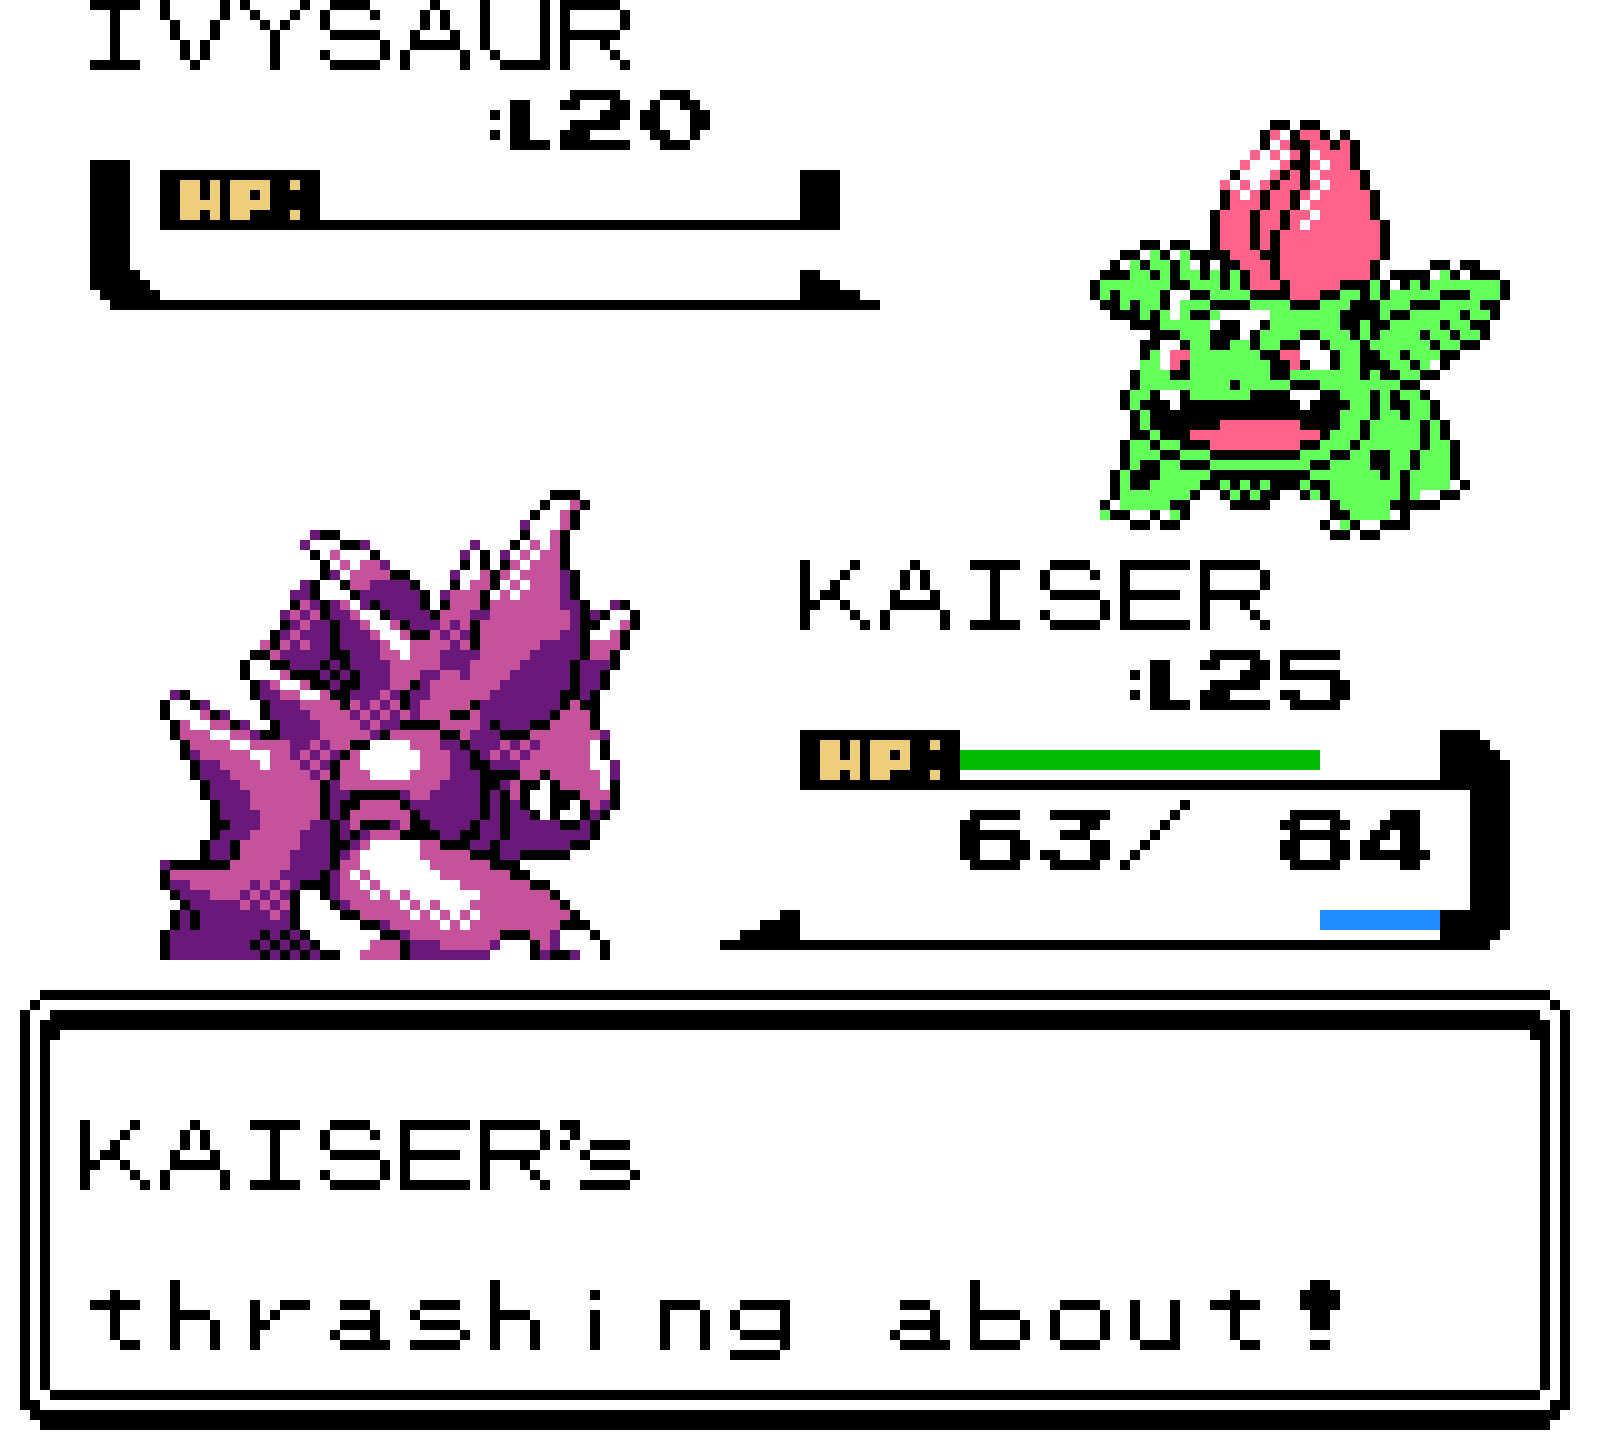 IVYSAUR
:L20
HP:
KAISER
:L25
HP:
63/ 84
KAISER's
thrashing about!